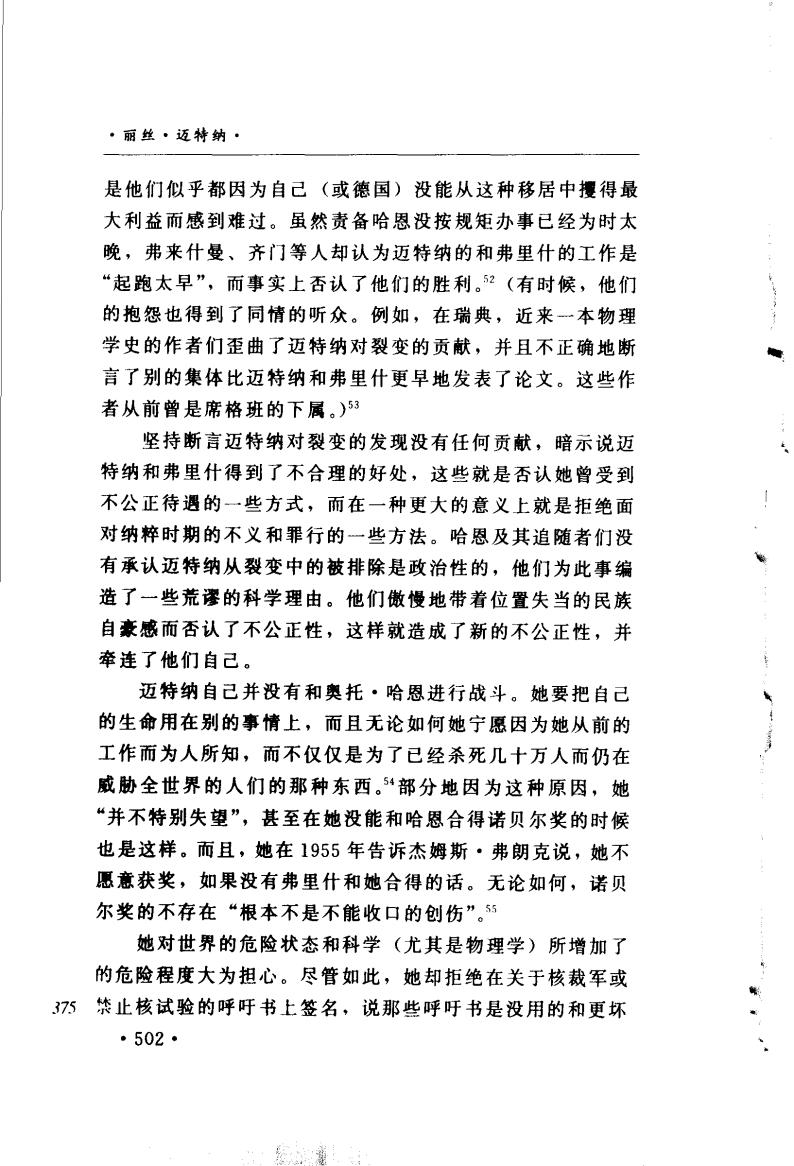 ·丽丝·迈特纳·
是他们似乎都因为自己（或德国）没能从这种移居中攫得最
大利益而感到难过。虽然责备哈恩没按规矩办事已经为时太
晚，弗来什曼、齐门等人却认为迈特纳的和弗里什的工作是
“起跑太早”，而事实上否认了他们的胜利。52（有时候，他们
的抱怨也得到了同情的听众。例如，在瑞典，近来一本物理
学史的作者们歪曲了迈特纳对裂变的贡献，并且不正确地断
言了别的集体比迈特纳和弗里什更早地发表了论文。这些作
者从前曾是席格班的下属。）53
坚持断言迈特纳对裂变的发现没有任何贡献，暗示说迈
特纳和弗里什得到了不合理的好处，这些就是否认她曾受到
不公正待遇的一些方式，而在一种更大的意义上就是拒绝面
对纳粹时期的不义和罪行的一些方法。哈恩及其追随者们没
有承认迈特纳从裂变中的被排除是政治性的，他们为此事编
造了一些荒谬的科学理由。他们傲慢地带着位置失当的民族
自豪感而否认了不公正性，这样就造成了新的不公正性，并
牵连了他们自己。
迈特纳自己并没有和奥托·哈恩进行战斗。她要把自己
的生命用在别的事情上，而且无论如何她宁愿因为她从前的
工作而为人所知，而不仅仅是为了已经杀死几十万人而仍在
威胁全世界的人们的那种东西。54部分地因为这种原因，她
“并不特别失望”，甚至在她没能和哈恩合得诺贝尔奖的时候
也是这样。而且，她在1955年告诉杰姆斯·弗朗克说，她不
愿意获奖，如果没有弗里什和她合得的话。无论如何，诺贝
尔奖的不存在“根本不是不能收口的创伤”。55
她对世界的危险状态和科学（尤其是物理学）所增加了
的危险程度大为担心。尽管如此，她却拒绝在关于核裁军或
375 禁止核试验的呼吁书上签名，说那些呼吁书是没用的和更坏
·502·